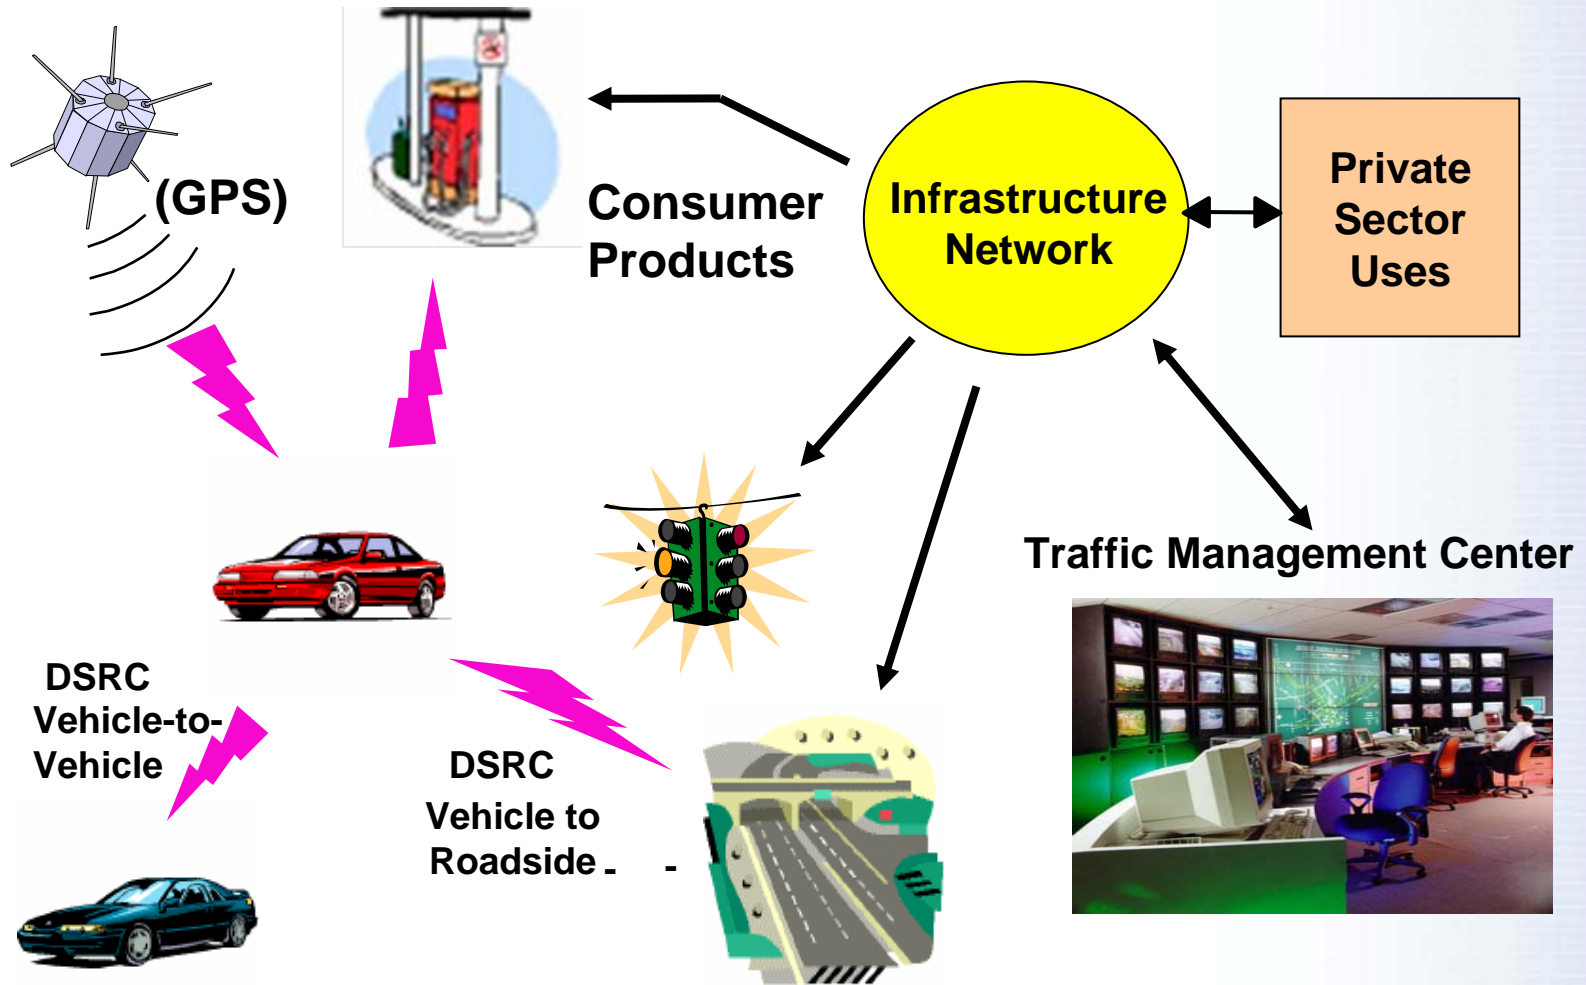 (GPS)
Consumer
Products
Infrastructure
Network
Private
Sector
Uses
Traffic Management Center
DSRC
Vehicle-to-
Vehicle
DSRC
Vehicle to
Roadside - -